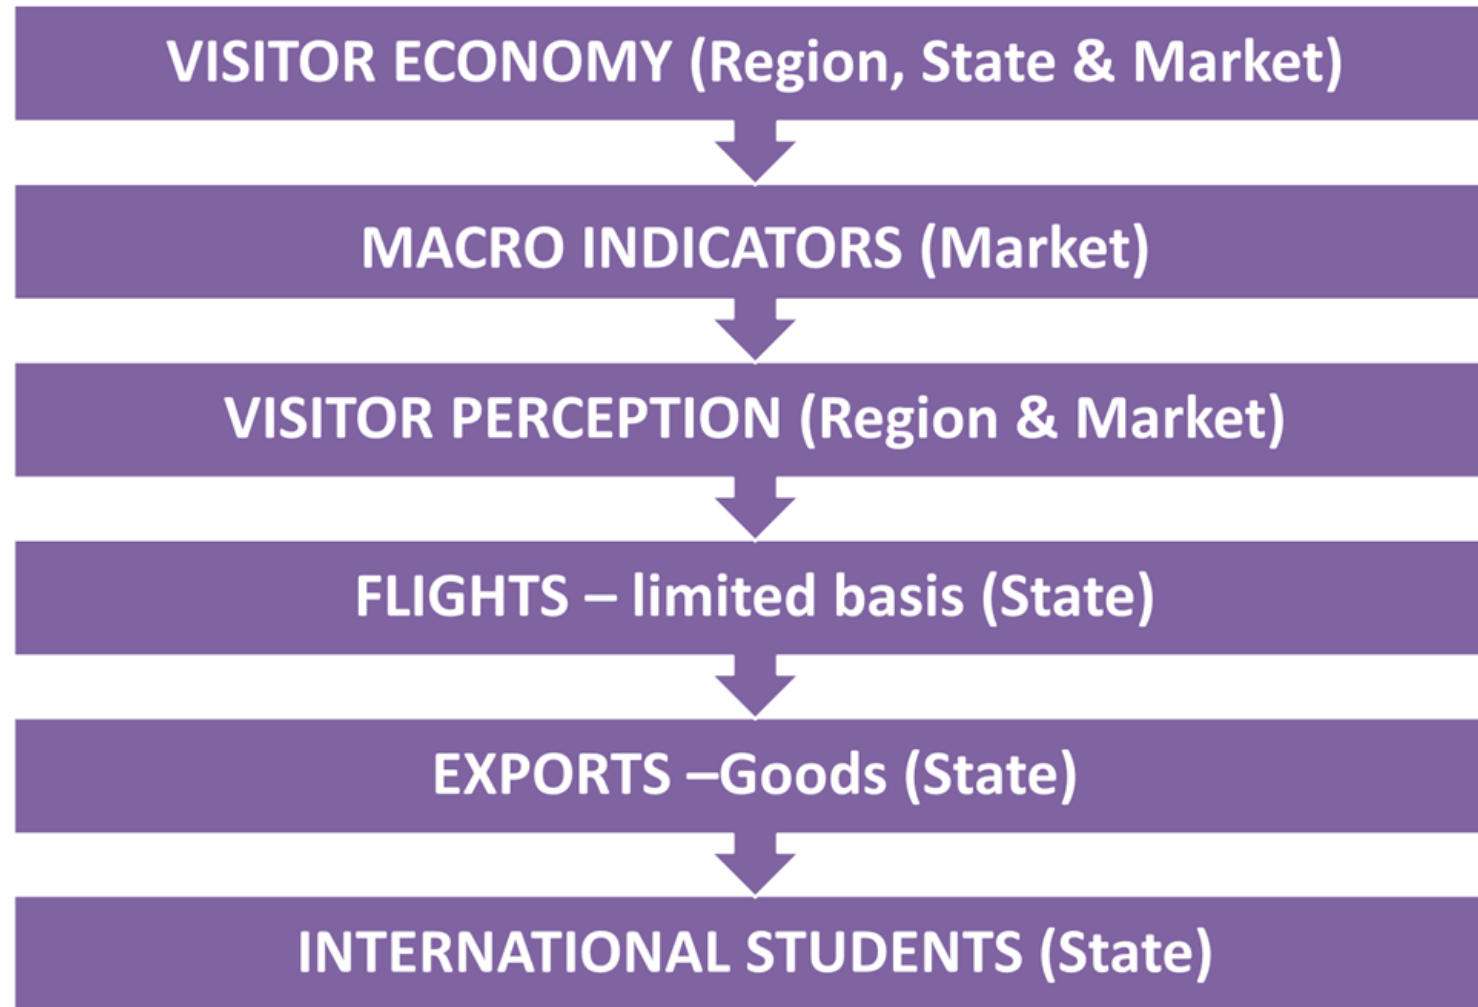 VISITOR ECONOMY (Region, State & Market)
MACRO INDICATORS (Market)
VISITOR PERCEPTION (Region & Market)
FLIGHTS – limited basis (State)
EXPORTS –Goods (State)
INTERNATIONAL STUDENTS (State)